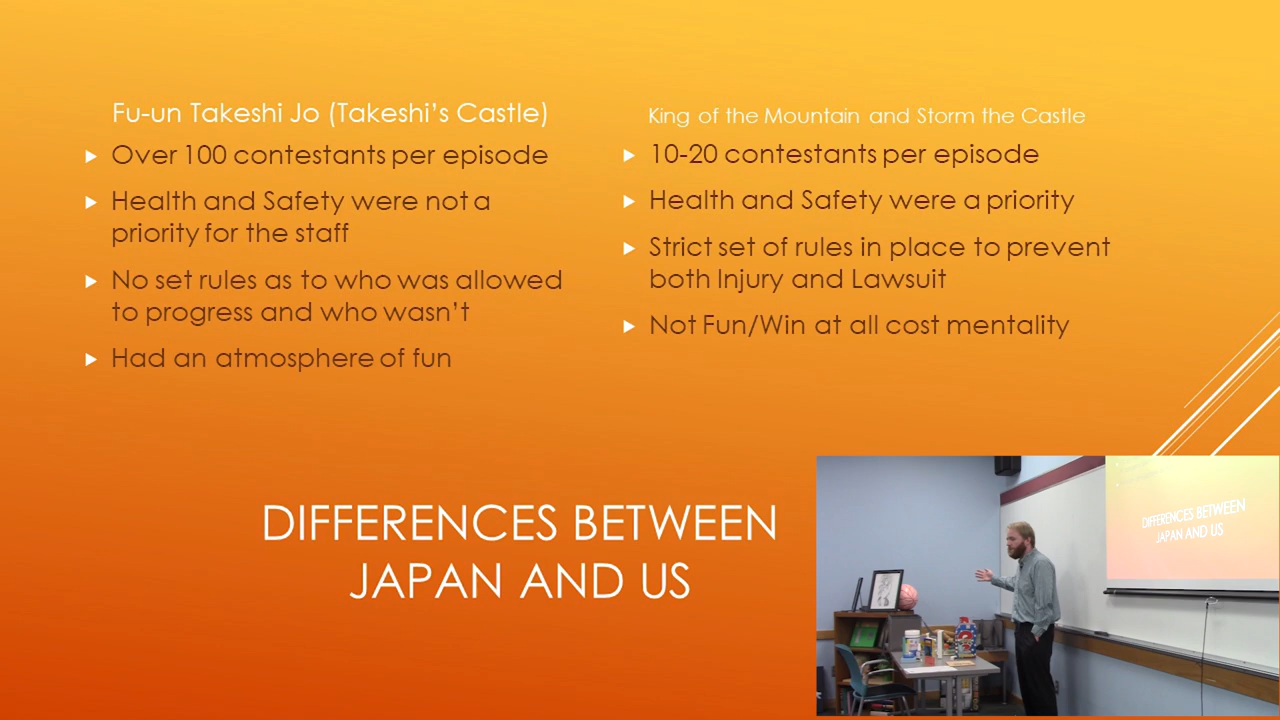 Fu-un Takeshi Jo (Takeshi's Castle)
Over 100 contestants per episode
Health and Safety were not a
priority for the staff
No set rules as to who was allowed
to progress and who wasn't
Had an atmosphere of fun
King of the Mountain and Storm the Castle
10-20 contestants per episode
Health and Safety were a priority
Strict set of rules in place to prevent
both Injury and Lawsuit
Not Fun/Win at all cost mentality
DIFFERENCES BETWEEN
JAPAN AND US
DIFFERENCES BETWEEN
JAPAN AND US